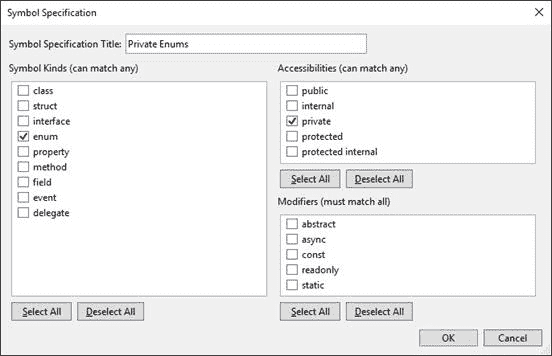 Symbol Specification
Symbol Specification Title: Private Enums
Symbol Kinds (can match any)
class
struct
interface
enum
property
method
field
event
delegate
Select All Deselect All
Accessibilities (can match any)
public
internal
private
protected
protected internal
Select All Deselect All
Modifiers (must match all)
abstract
async
const
readonly
static
Select All Deselect All
OK Cancel